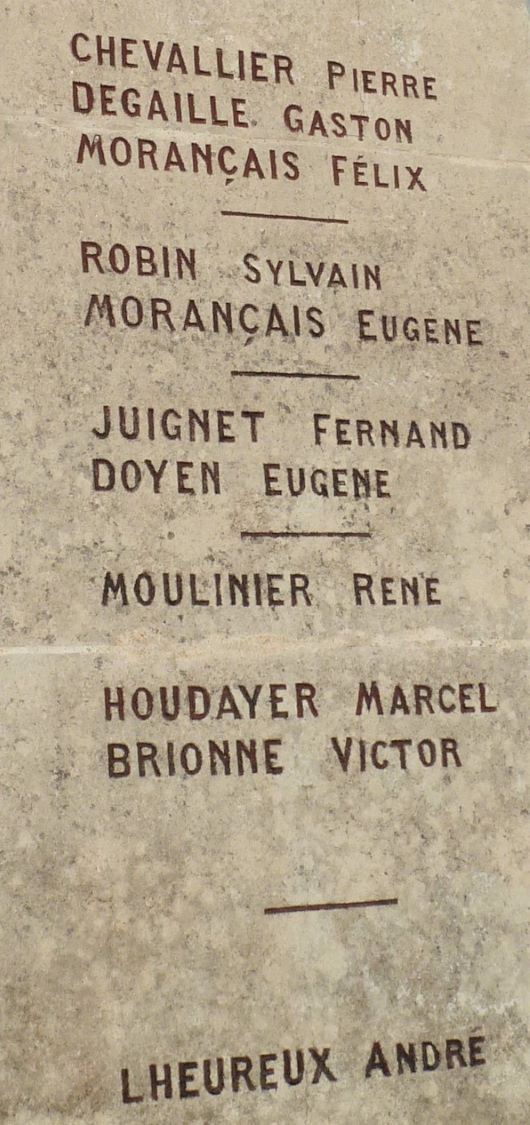 CHEVALLIER PIERRE
DEGAILLE. GASTON
MORANÇAIS FÉLIX
ROBIN SYLVAIN
MORANÇAIS EUGENE
JUIGNET FERNAND
DOYEN EUGENE
MOULINIER RENE
HOUDAYER MARCEL
BRIONNE VICTOR
LHEUREUX ANDRÉ